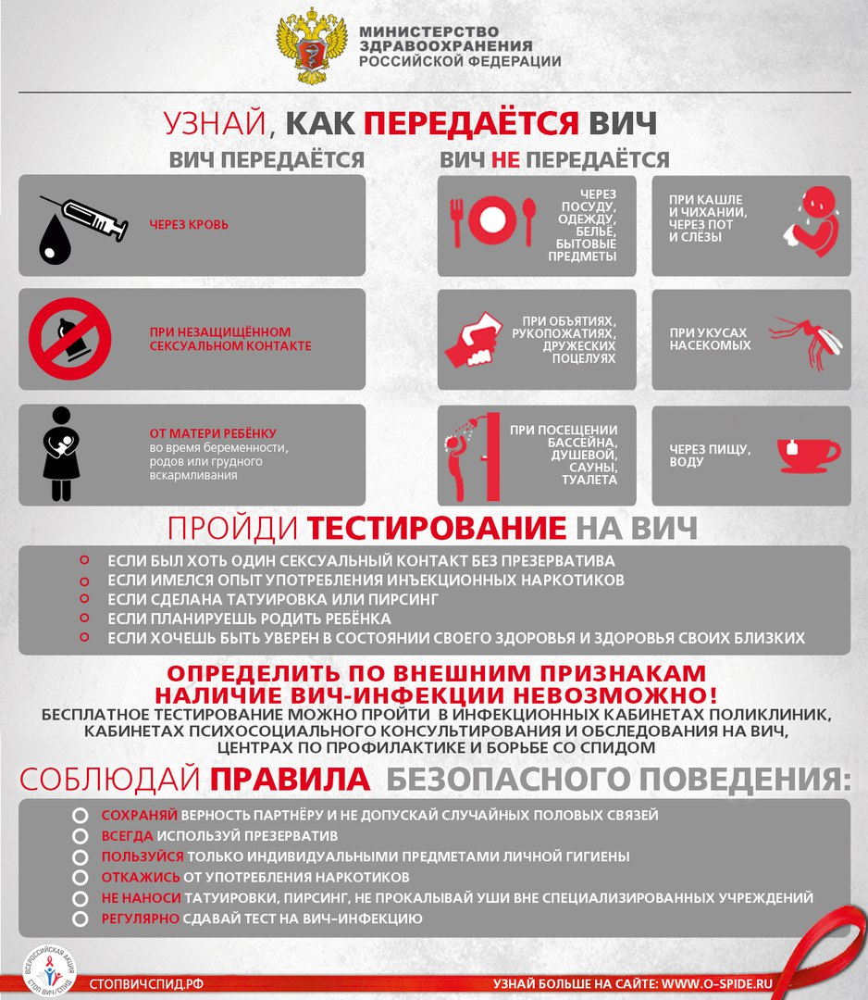 МИНИСТЕРСТВО
ЗДРАВООХРАНЕНИЯ
РОССИЙСКОЙ ФЕДЕРАЦИИ
УЗНАЙ, КАК ПЕРЕДАЁТСЯ ВИЧ
ВИЧ ПЕРЕДАЁТСЯ
ЧЕРЕЗ КРОВЬ
ПРИ НЕЗАЩИЩЁННОМ
СЕКСУАЛЬНОМ КОНТАКТЕ
ОТ МАТЕРИ РЕБЁНКУ
во время беременности,
родов или грудного
вскармливания
ВИЧ НЕ ПЕРЕДАЁТСЯ
ЧЕРЕЗ
ПОСУДУ,
ОДЕЖДУ,
БЕЛЬЁ,
БЫТОВЫЕ
ПРЕДМЕТЫ
ПРИ КАШЛЕ
И ЧИХАНИИ,
ЧЕРЕЗ ПОТ
И СЛЁЗЫ
ПРИ ОБЪЯТИЯХ,
РУКОПОЖАТИЯХ,
ДРУЖЕСКИХ
ПОЦЕЛУЯХ
ПРИ УКУСАХ
НАСЕКОМЫХ
ПРИ ПОСЕЩЕНИИ
БАССЕЙНА,
ДУШЕВОЙ,
САУНЫ,
ТУАЛЕТА
ЧЕРЕЗ ПИЩУ,
ВОДУ
ПРОЙДИ ТЕСТИРОВАНИЕ НА ВИЧ
ЕСЛИ БЫЛ ХОТЬ ОДИН СЕКСУАЛЬНЫЙ КОНТАКТ БЕЗ ПРЕЗЕРВАТИВА
ЕСЛИ ИМЕЛСЯ ОПЫТ УПОТРЕБЛЕНИЯ ИНЪЕКЦИОННЫХ НАРКОТИКОВ
ЕСЛИ СДЕЛАНА ТАТУИРОВКА ИЛИ ПИРСИНГ
ЕСЛИ ПЛАНИРУЕШЬ РОДИТЬ РЕБЁНКА
ЕСЛИ ХОЧЕШЬ БЫТЬ УВЕРЕН В СОСТОЯНИИ СВОЕГО ЗДОРОВЬЯ И ЗДОРОВЬЯ СВОИХ БЛИЗКИХ
ОПРЕДЕЛИТЬ ПО ВНЕШНИМ ПРИЗНАКАМ
НАЛИЧИЕ ВИЧ-ИНФЕКЦИИ НЕВОЗМОЖНО!
БЕСПЛАТНОЕ ТЕСТИРОВАНИЕ МОЖНО ПРОЙТИ В ИНФЕКЦИОННЫХ КАБИНЕТАХ ПОЛИКЛИНИК,
КАБИНЕТАХ ПСИХОСОЦИАЛЬНОГО КОНСУЛЬТИРОВАНИЯ И ОБСЛЕДОВАНИЯ НА ВИЧ,
ЦЕНТРАХ ПО ПРОФИЛАКТИКЕ И БОРЬБЕ СО СПИДОМ
СОБЛЮДАЙ ПРАВИЛА БЕЗОПАСНОГО ПОВЕДЕНИЯ:
СОХРАНЯЙ ВЕРНОСТЬ ПАРТНЁРУ И НЕ ДОПУСКАЙ СЛУЧАЙНЫХ ПОЛОВЫХ СВЯЗЕЙ
ВСЕГДА ИСПОЛЬЗУЙ ПРЕЗЕРВАТИВ
ПОЛЬЗУЙСЯ ТОЛЬКО ИНДИВИДУАЛЬНЫМИ ПРЕДМЕТАМИ ЛИЧНОЙ ГИГИЕНЫ
ОТКАЖИСЬ ОТ УПОТРЕБЛЕНИЯ НАРКОТИКОВ
НЕ НАНОСИ ТАТУИРОВКИ, ПИРСИНГ, НЕ ПРОКАЛЫВАЙ УШИ ВНЕ СПЕЦИАЛИЗИРОВАННЫХ УЧРЕЖДЕНИЙ
РЕГУЛЯРНО СДАВАЙ ТЕСТ НА ВИЧ-ИНФЕКЦИЮ
ВСЕРОССИЙСКАЯ АКЦИЯ
СТОП ВИЧ/СПИД
СТОПВИЧСПИД.РФ
УЗНАЙ БОЛЬШЕ НА САЙТЕ: WWW.O-SPIDE.RU